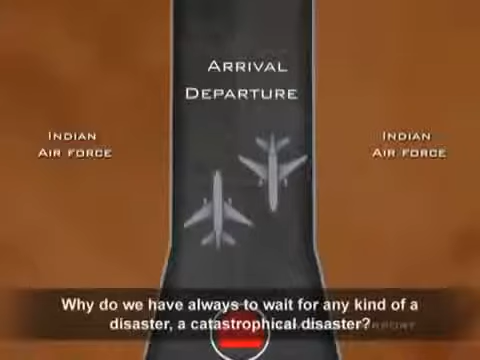 ARRIVAL
DEPARTURE
INDIAN
AIR FORCE
INDIAN
AIR FORCE
Why do we have always to wait for any kind of a
disaster, a catastrophical disaster?